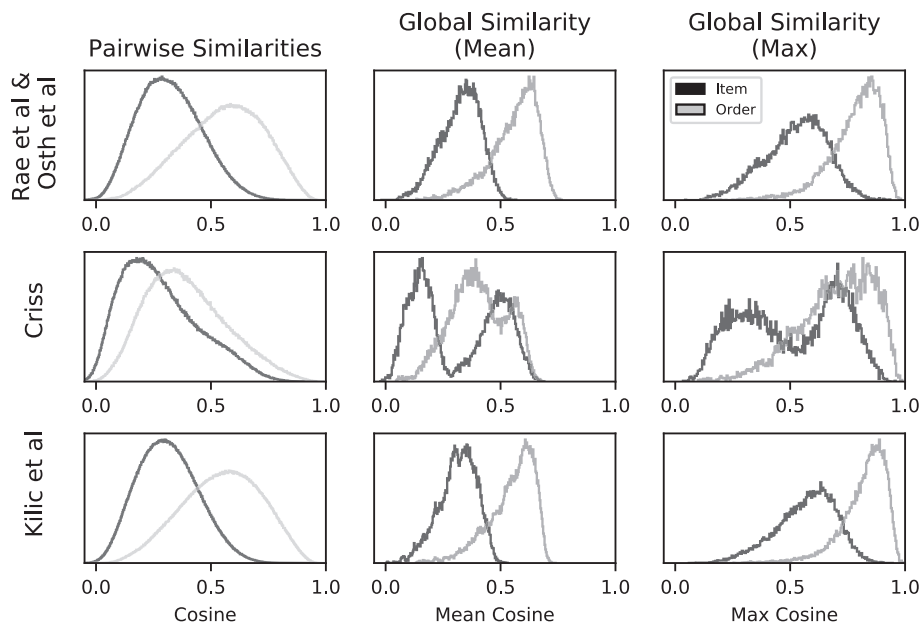 Pairwise Similarities
Global Similarity
(Mean)
Global Similarity
(Max)
Rae et al &
Osth et al
Item
Order
0.0 0.5 1.0
0.0 0.5 1.0
0.0 0.5 1.0
Criss
0.0 0.5 1.0
0.0 0.5 1.0
0.0 0.5 1.0
Kilic et al
0.0 0.5 1.0
0.0 0.5 1.0
0.0 0.5 1.0
Cosine
Mean Cosine
Max Cosine